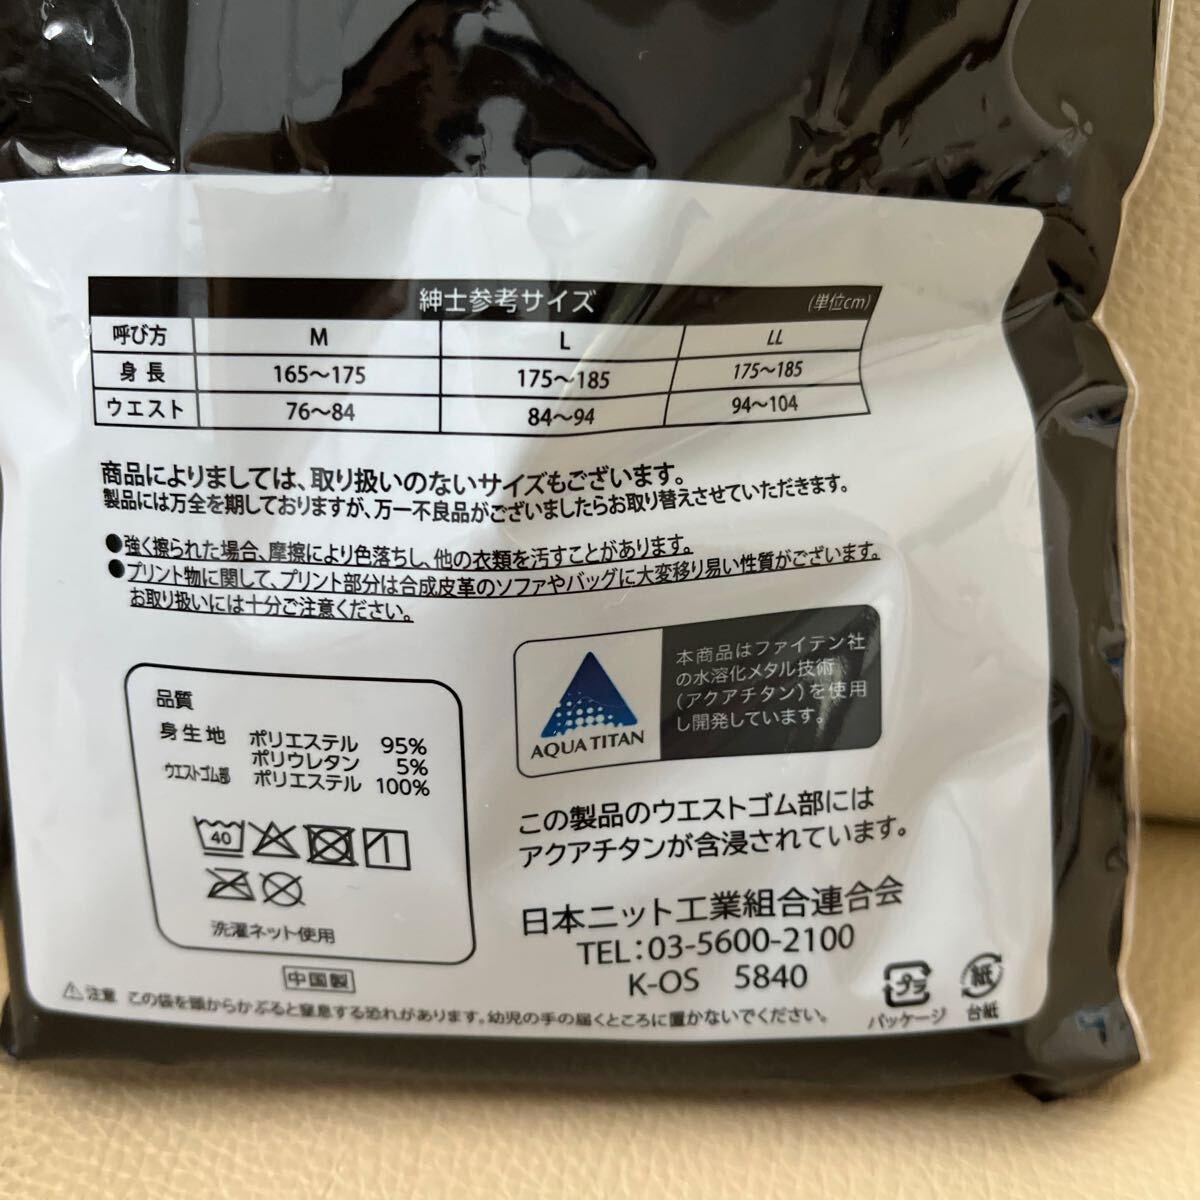 紳士参考サイズ (単位cm)
呼び方 M L LL
身長 165〜175 175〜185 175〜185
ウエスト 76〜84 84〜94 94〜104
商品によりましては、取り扱いのないサイズもございます。
製品には万全を期しておりますが、万一不良品がございましたらお取り替えさせていただきます。
●強く擦られた場合、摩擦により色落ちし、他の衣類を汚すことがあります。
●プリント物に関して、プリント部分は合成皮革のソファやバッグに大変移り易い性質がございます。
お取り扱いには十分ご注意ください。
品質
身生地 ポリエステル 95%
ポリウレタン 5%
ウエストゴム部 ポリエステル 100%
40
洗濯ネット使用
中国製
AQUA TITAN
本商品はファイテン社
の水溶化メタル技術
(アクアチタン)を使用
し開発しています。
この製品のウエストゴム部には
アクアチタンが含浸されています。
日本ニット工業組合連合会
TEL:03-5600-2100
K-OS 5840
プラ
パッケージ
紙
台紙
⚠注意 この袋を頭からかぶると窒息する恐れがあります。幼児の手の届くところに置かないでください。